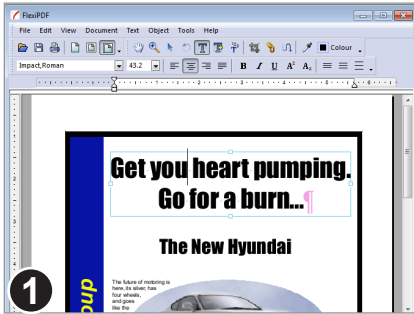 FlexiPDF
File Edit View Document Text Object Tools Help
Colour
Impact,Roman 43.2 B I U A² A₂
Get you heart pumping.
Go for a burn...¶
The New Hyundai
The future of motoring is
here, its silver, has
four wheels,
and goes
like the
1